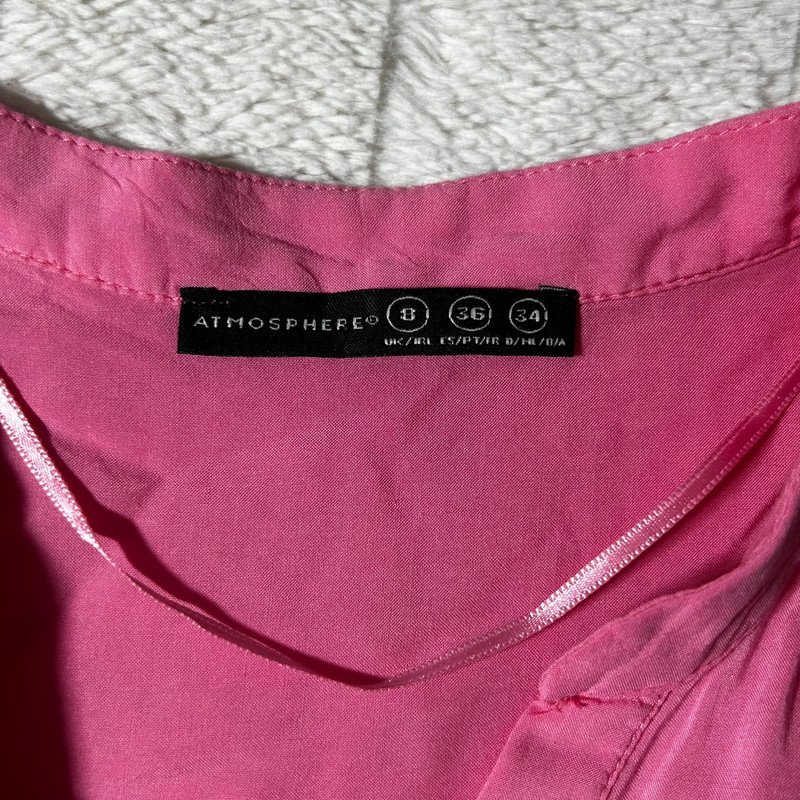 ATMOSPHERE® 8 36 34
UK/IRL ES/PT/FR D/NL/B/A